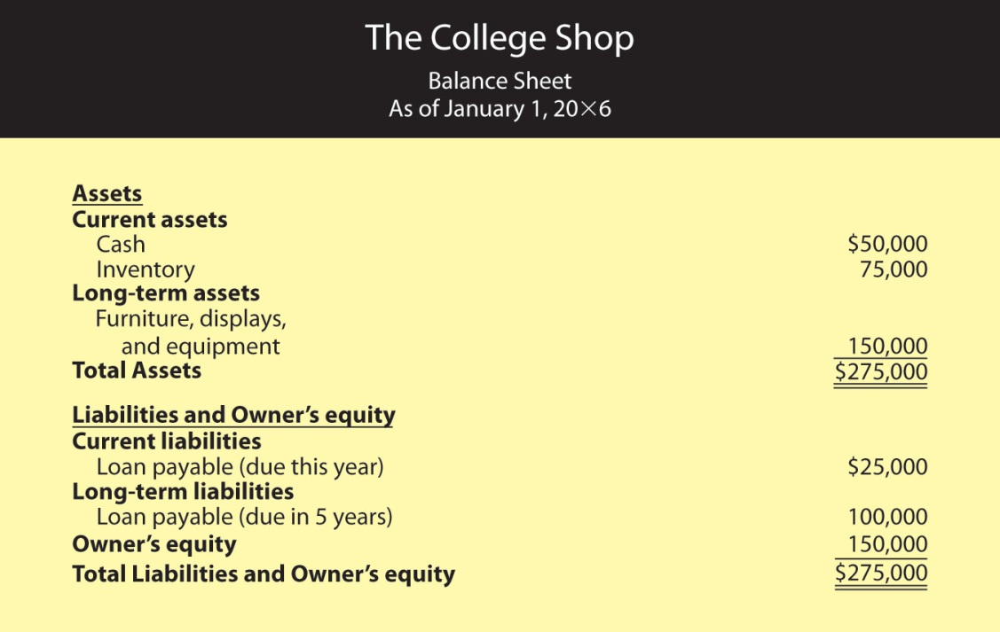 The College Shop
Balance Sheet
As of January 1, 20×6
Assets
Current assets
Cash $50,000
Inventory 75,000
Long-term assets
Furniture, displays,
and equipment 150,000
Total Assets $275,000
Liabilities and Owner’s equity
Current liabilities
Loan payable (due this year) $25,000
Long-term liabilities
Loan payable (due in 5 years) 100,000
Owner’s equity 150,000
Total Liabilities and Owner’s equity $275,000